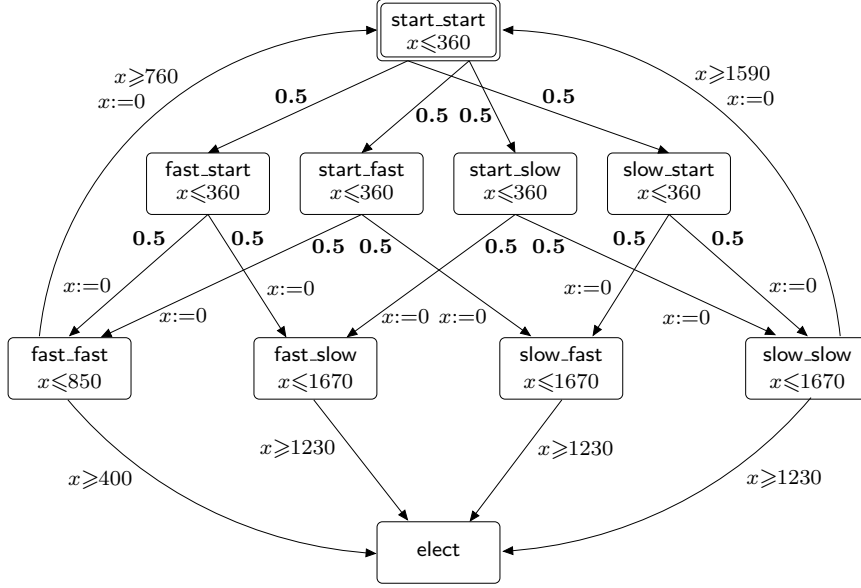 start_start
x⩽360
x⩾760
x:=0
x⩾1590
x:=0
0.5
0.5 0.5
0.5
fast_start
x⩽360
start_fast
x⩽360
start_slow
x⩽360
slow_start
x⩽360
0.5
0.5
0.5 0.5
0.5 0.5
0.5
0.5
x:=0
x:=0
x:=0
x:=0
x:=0
x:=0
x:=0
x:=0
fast_fast
x⩽850
fast_slow
x⩽1670
slow_fast
x⩽1670
slow_slow
x⩽1670
x⩾400
x⩾1230
x⩾1230
x⩾1230
elect